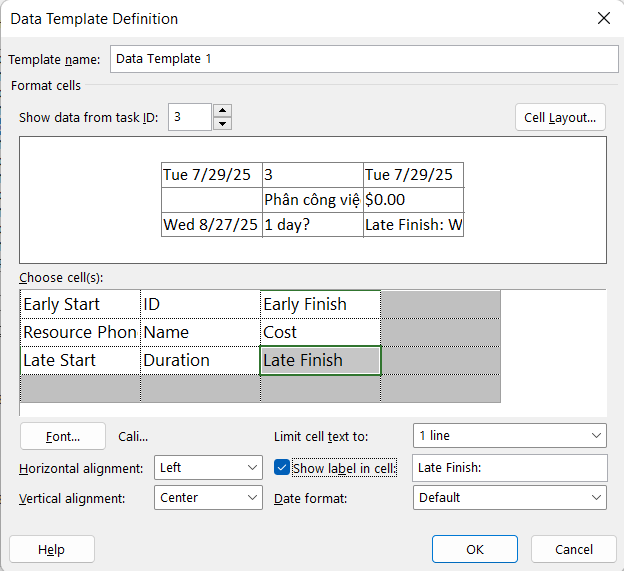 Data Template Definition
Template name: Data Template 1
Format cells
Show data from task ID: 3 Cell Layout...
Tue 7/29/25 3 Tue 7/29/25
Phân công việ $0.00
Wed 8/27/25 1 day? Late Finish: W
Choose cell(s):
Early Start ID Early Finish
Resource Phon Name Cost
Late Start Duration Late Finish
Font... Cali... Limit cell text to: 1 line
Horizontal alignment: Left Show label in cell: Late Finish:
Vertical alignment: Center Date format: Default
Help OK Cancel